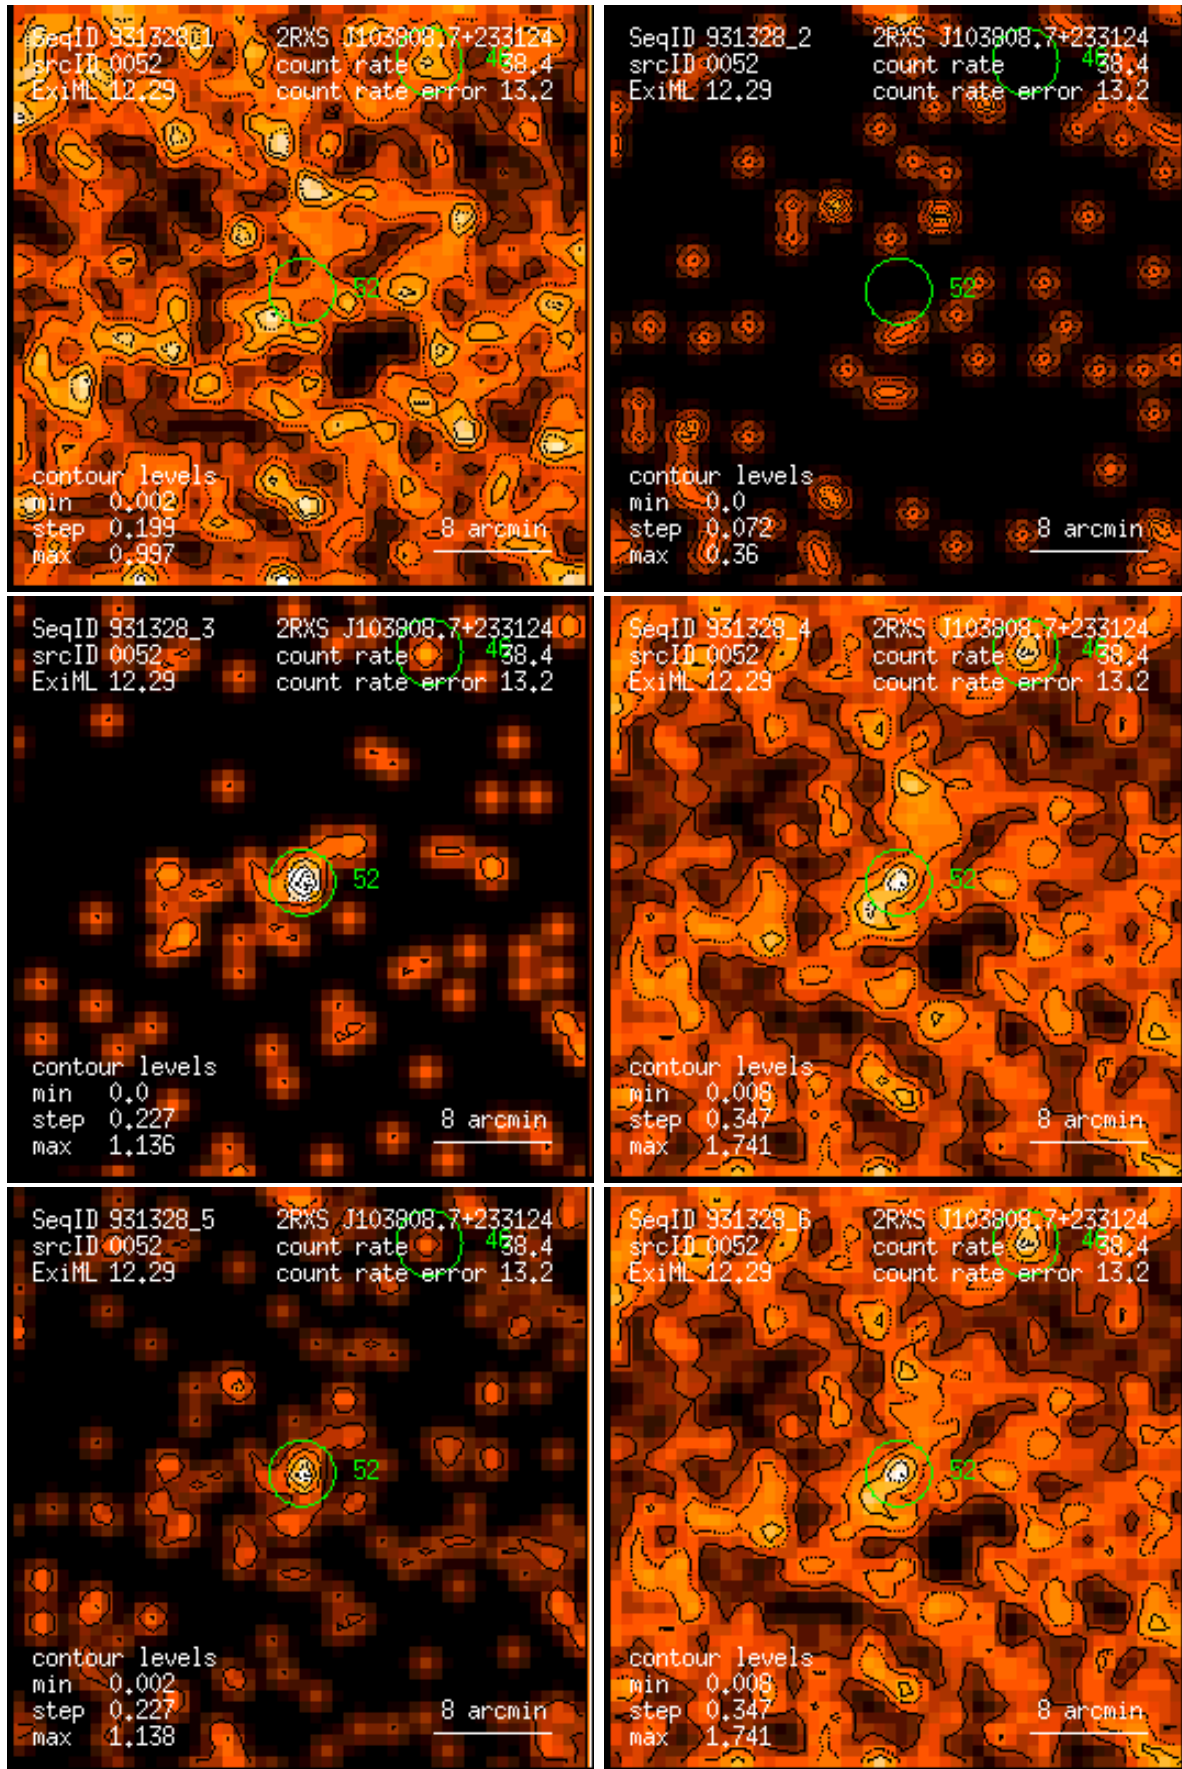 SeqID 931328_1 2RXS J103808.7+233124
srcID 0052 count rate 38.4
ExiML 12.29 count rate error 13.2
46
52
contour levels
min 0.002
step 0.199 8 arcmin
max 0.997
SeqID 931328_2 2RXS J103808.7+233124
srcID 0052 count rate 38.4
ExiML 12.29 count rate error 13.2
46
52
contour levels
min 0.0
step 0.072 8 arcmin
max 0.36
SeqID 931328_3 2RXS J103808.7+233124
srcID 0052 count rate 38.4
ExiML 12.29 count rate error 13.2
46
52
contour levels
min 0.0
step 0.227 8 arcmin
max 1.136
SeqID 931328_4 2RXS J103808.7+233124
srcID 0052 count rate 38.4
ExiML 12.29 count rate error 13.2
46
52
contour levels
min 0.008
step 0.347 8 arcmin
max 1.741
SeqID 931328_5 2RXS J103808.7+233124
srcID 0052 count rate 38.4
ExiML 12.29 count rate error 13.2
46
52
contour levels
min 0.002
step 0.227 8 arcmin
max 1.138
SeqID 931328_6 2RXS J103808.7+233124
srcID 0052 count rate 38.4
ExiML 12.29 count rate error 13.2
46
52
contour levels
min 0.008
step 0.347 8 arcmin
max 1.741